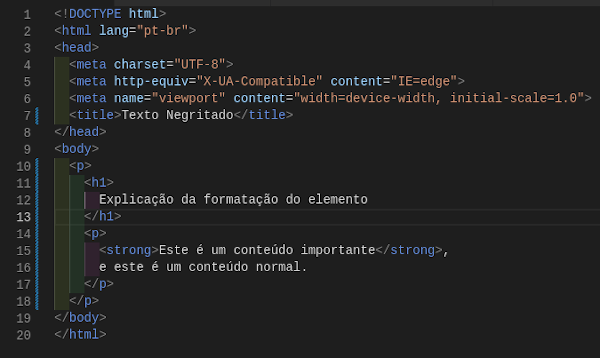 1 <!DOCTYPE html>
2 <html lang="pt-br">
3 <head>
4 <meta charset="UTF-8">
5 <meta http-equiv="X-UA-Compatible" content="IE=edge">
6 <meta name="viewport" content="width=device-width, initial-scale=1.0">
7 <title>Texto Negritado</title>
8 </head>
9 <body>
10 <p>
11 <h1>
12 Explicação da formatação do elemento
13 </h1>
14 <p>
15 <strong>Este é um conteúdo importante</strong>,
16 e este é um conteúdo normal.
17 </p>
18 </p>
19 </body>
20 </html>